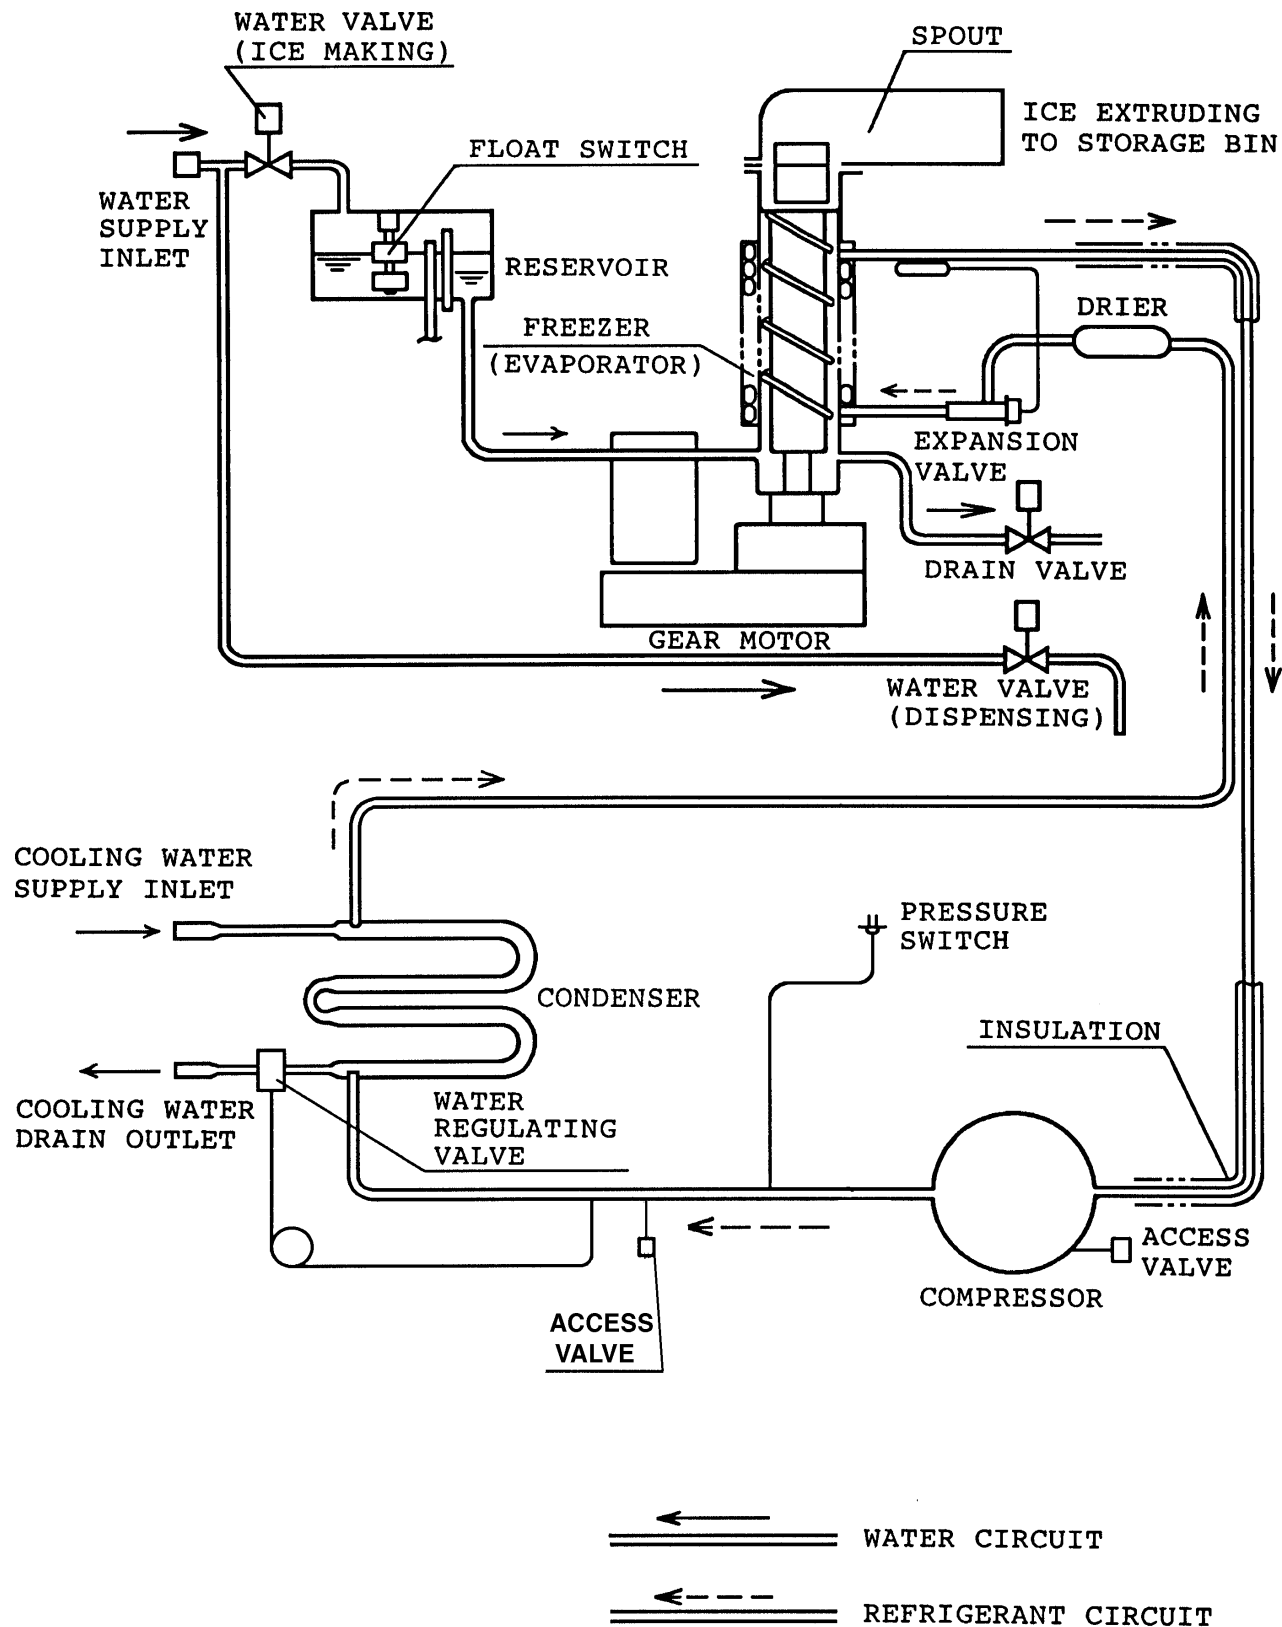 WATER VALVE
(ICE MAKING)
SPOUT
ICE EXTRUDING
TO STORAGE BIN
FLOAT SWITCH
WATER
SUPPLY
INLET
RESERVOIR
DRIER
FREEZER
(EVAPORATOR)
EXPANSION
VALVE
DRAIN VALVE
GEAR MOTOR
WATER VALVE
(DISPENSING)
COOLING WATER
SUPPLY INLET
PRESSURE
SWITCH
CONDENSER
INSULATION
COOLING WATER
DRAIN OUTLET
WATER
REGULATING
VALVE
ACCESS
VALVE
COMPRESSOR
ACCESS
VALVE
WATER CIRCUIT
REFRIGERANT CIRCUIT